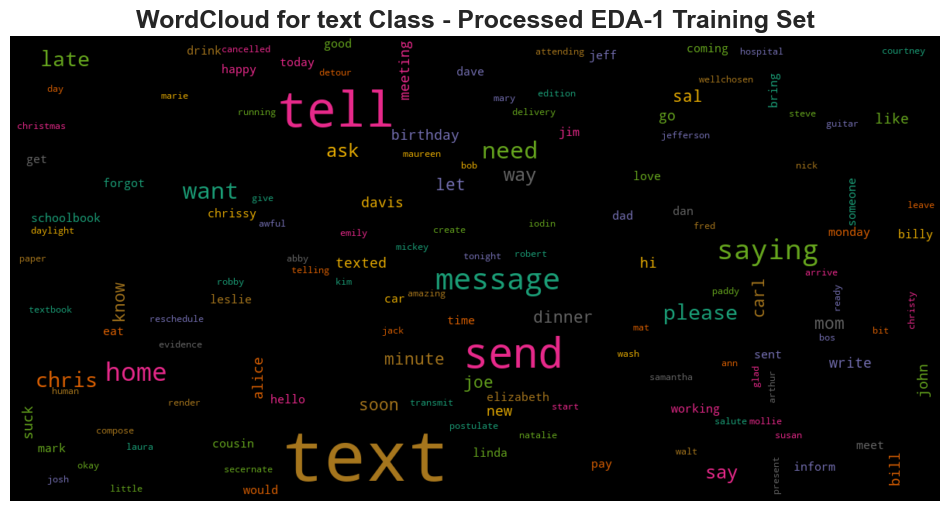 WordCloud for text Class - Processed EDA-1 Training Set
late
drink
cancelled
good
meeting
attending
jeff
coming
hospital
courtney
day
happy
today
detour
dave
wellchosen
bring
christmas
marie
running
tell
mary
edition
delivery
sal
go
steve
guitar
like
jim
jefferson
birthday
get
ask
maureen
bob
need
way
nick
forgot
want
give
let
love
someone
leave
schoolbook
chrissy
davis
dad
dan
daylight
awful
iodin
fred
monday
billy
emily
create
paper
abby
telling
texted
mickey
tonight
robert
hi
saying
arrive
robby
kim
message
paddy
ready
know
leslie
car
amazing
carl
christy
textbook
reschedule
time
dinner
please
mom
bit
eat
jack
mat
bos
evidence
minute
send
wash
sent
write
home
chris
human
alice
joe
samantha
ann
glad
arthur
john
render
hello
soon
transmit
elizabeth
new
start
working
suck
compose
postulate
salute
mollie
mark
laura
cousin
text
natalie
susan
meet
okay
secernate
linda
walt
josh
pay
say
present
inform
bill
little
would